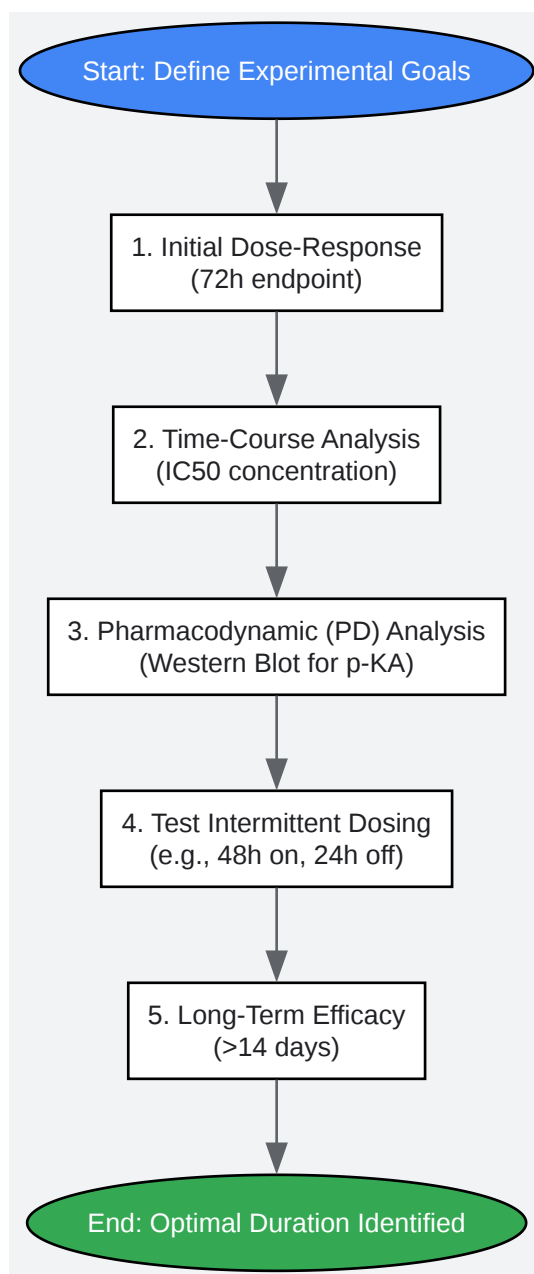 Start: Define Experimental Goals
1. Initial Dose-Response
(72h endpoint)
2. Time-Course Analysis
(IC50 concentration)
3. Pharmacodynamic (PD) Analysis
(Western Blot for p-KA)
4. Test Intermittent Dosing
(e.g., 48h on, 24h off)
5. Long-Term Efficacy
(>14 days)
End: Optimal Duration Identified